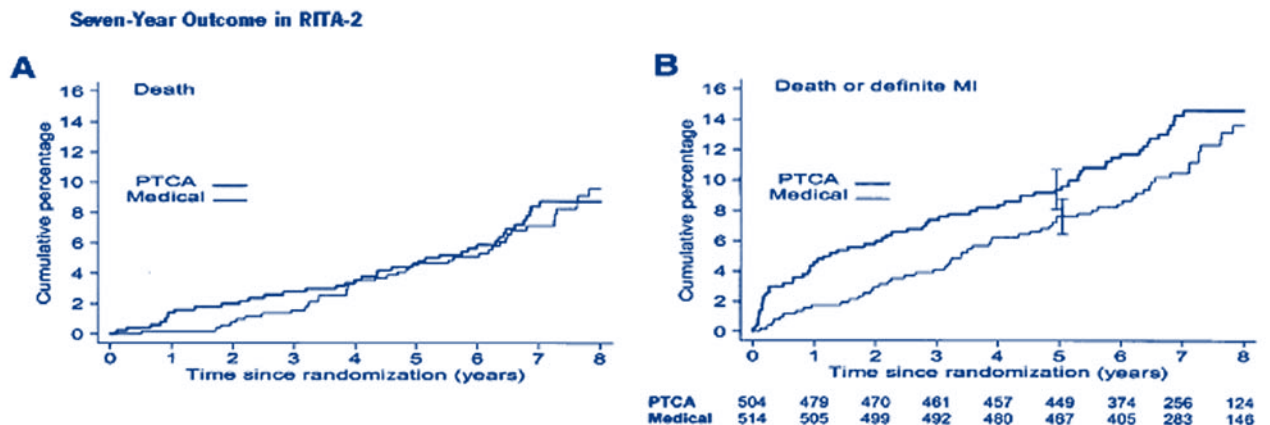 Seven-Year Outcome in RITA-2
A
Death
PTCA
Medical
Cumulative percentage
16
14
12
10
8
6
4
2
0
0 1 2 3 4 5 6 7 8
Time since randomization (years)
B
Death or definite MI
PTCA
Medical
Cumulative percentage
16
14
12
10
8
6
4
2
0
0 1 2 3 4 5 6 7 8
Time since randomization (years)
PTCA 504 479 470 461 457 449 374 256 124
Medical 514 505 499 492 480 467 405 283 146